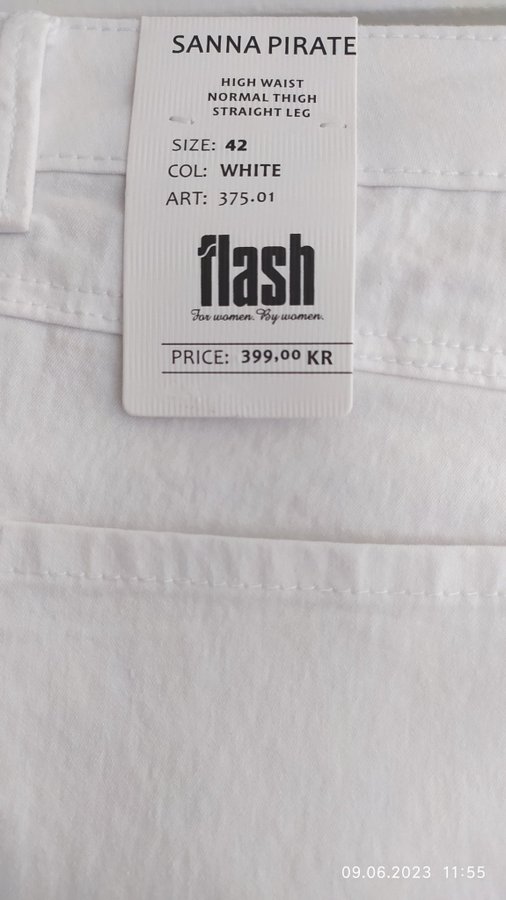 SANNA PIRATE
HIGH WAIST
NORMAL THIGH
STRAIGHT LEG
SIZE: 42
COL: WHITE
ART: 375.01
flash
For women. By women.
PRICE: 399,00 KR
09.06.2023 11:55